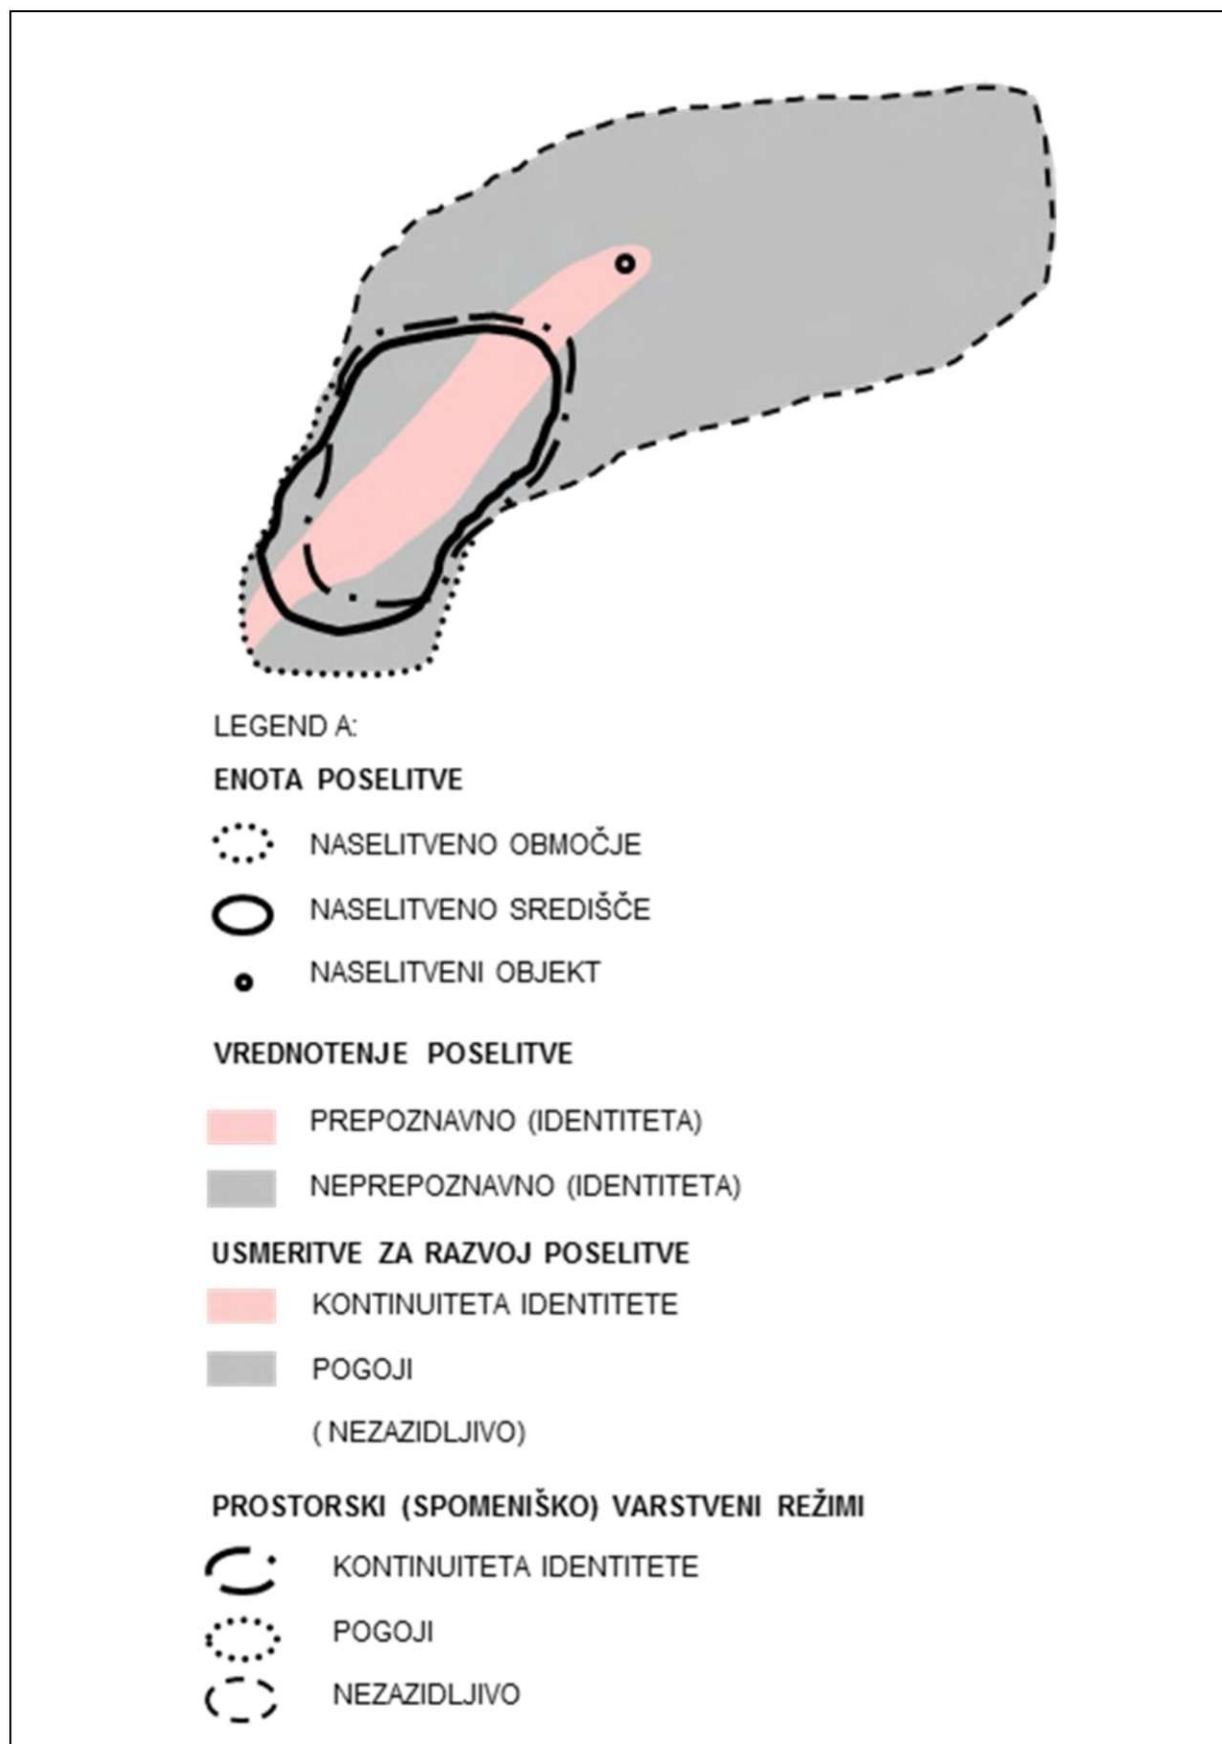 LEGEND A:
ENOTA POSELITVE
NASELITVENO OBMOČJE
NASELITVENO SREDIŠČE
NASELITVENI OBJEKT
VREDNOTENJE POSELITVE
PREPOZNAVNO (IDENTITETA)
NEPREPOZNAVNO (IDENTITETA)
USMERITVE ZA RAZVOJ POSELITVE
KONTINUITETA IDENTITETE
POGOJI
( NEZAZIDLJIVO)
PROSTORSKI (SPOMENIŠKO) VARSTVENI REŽIMI
KONTINUITETA IDENTITETE
POGOJI
NEZAZIDLJIVO